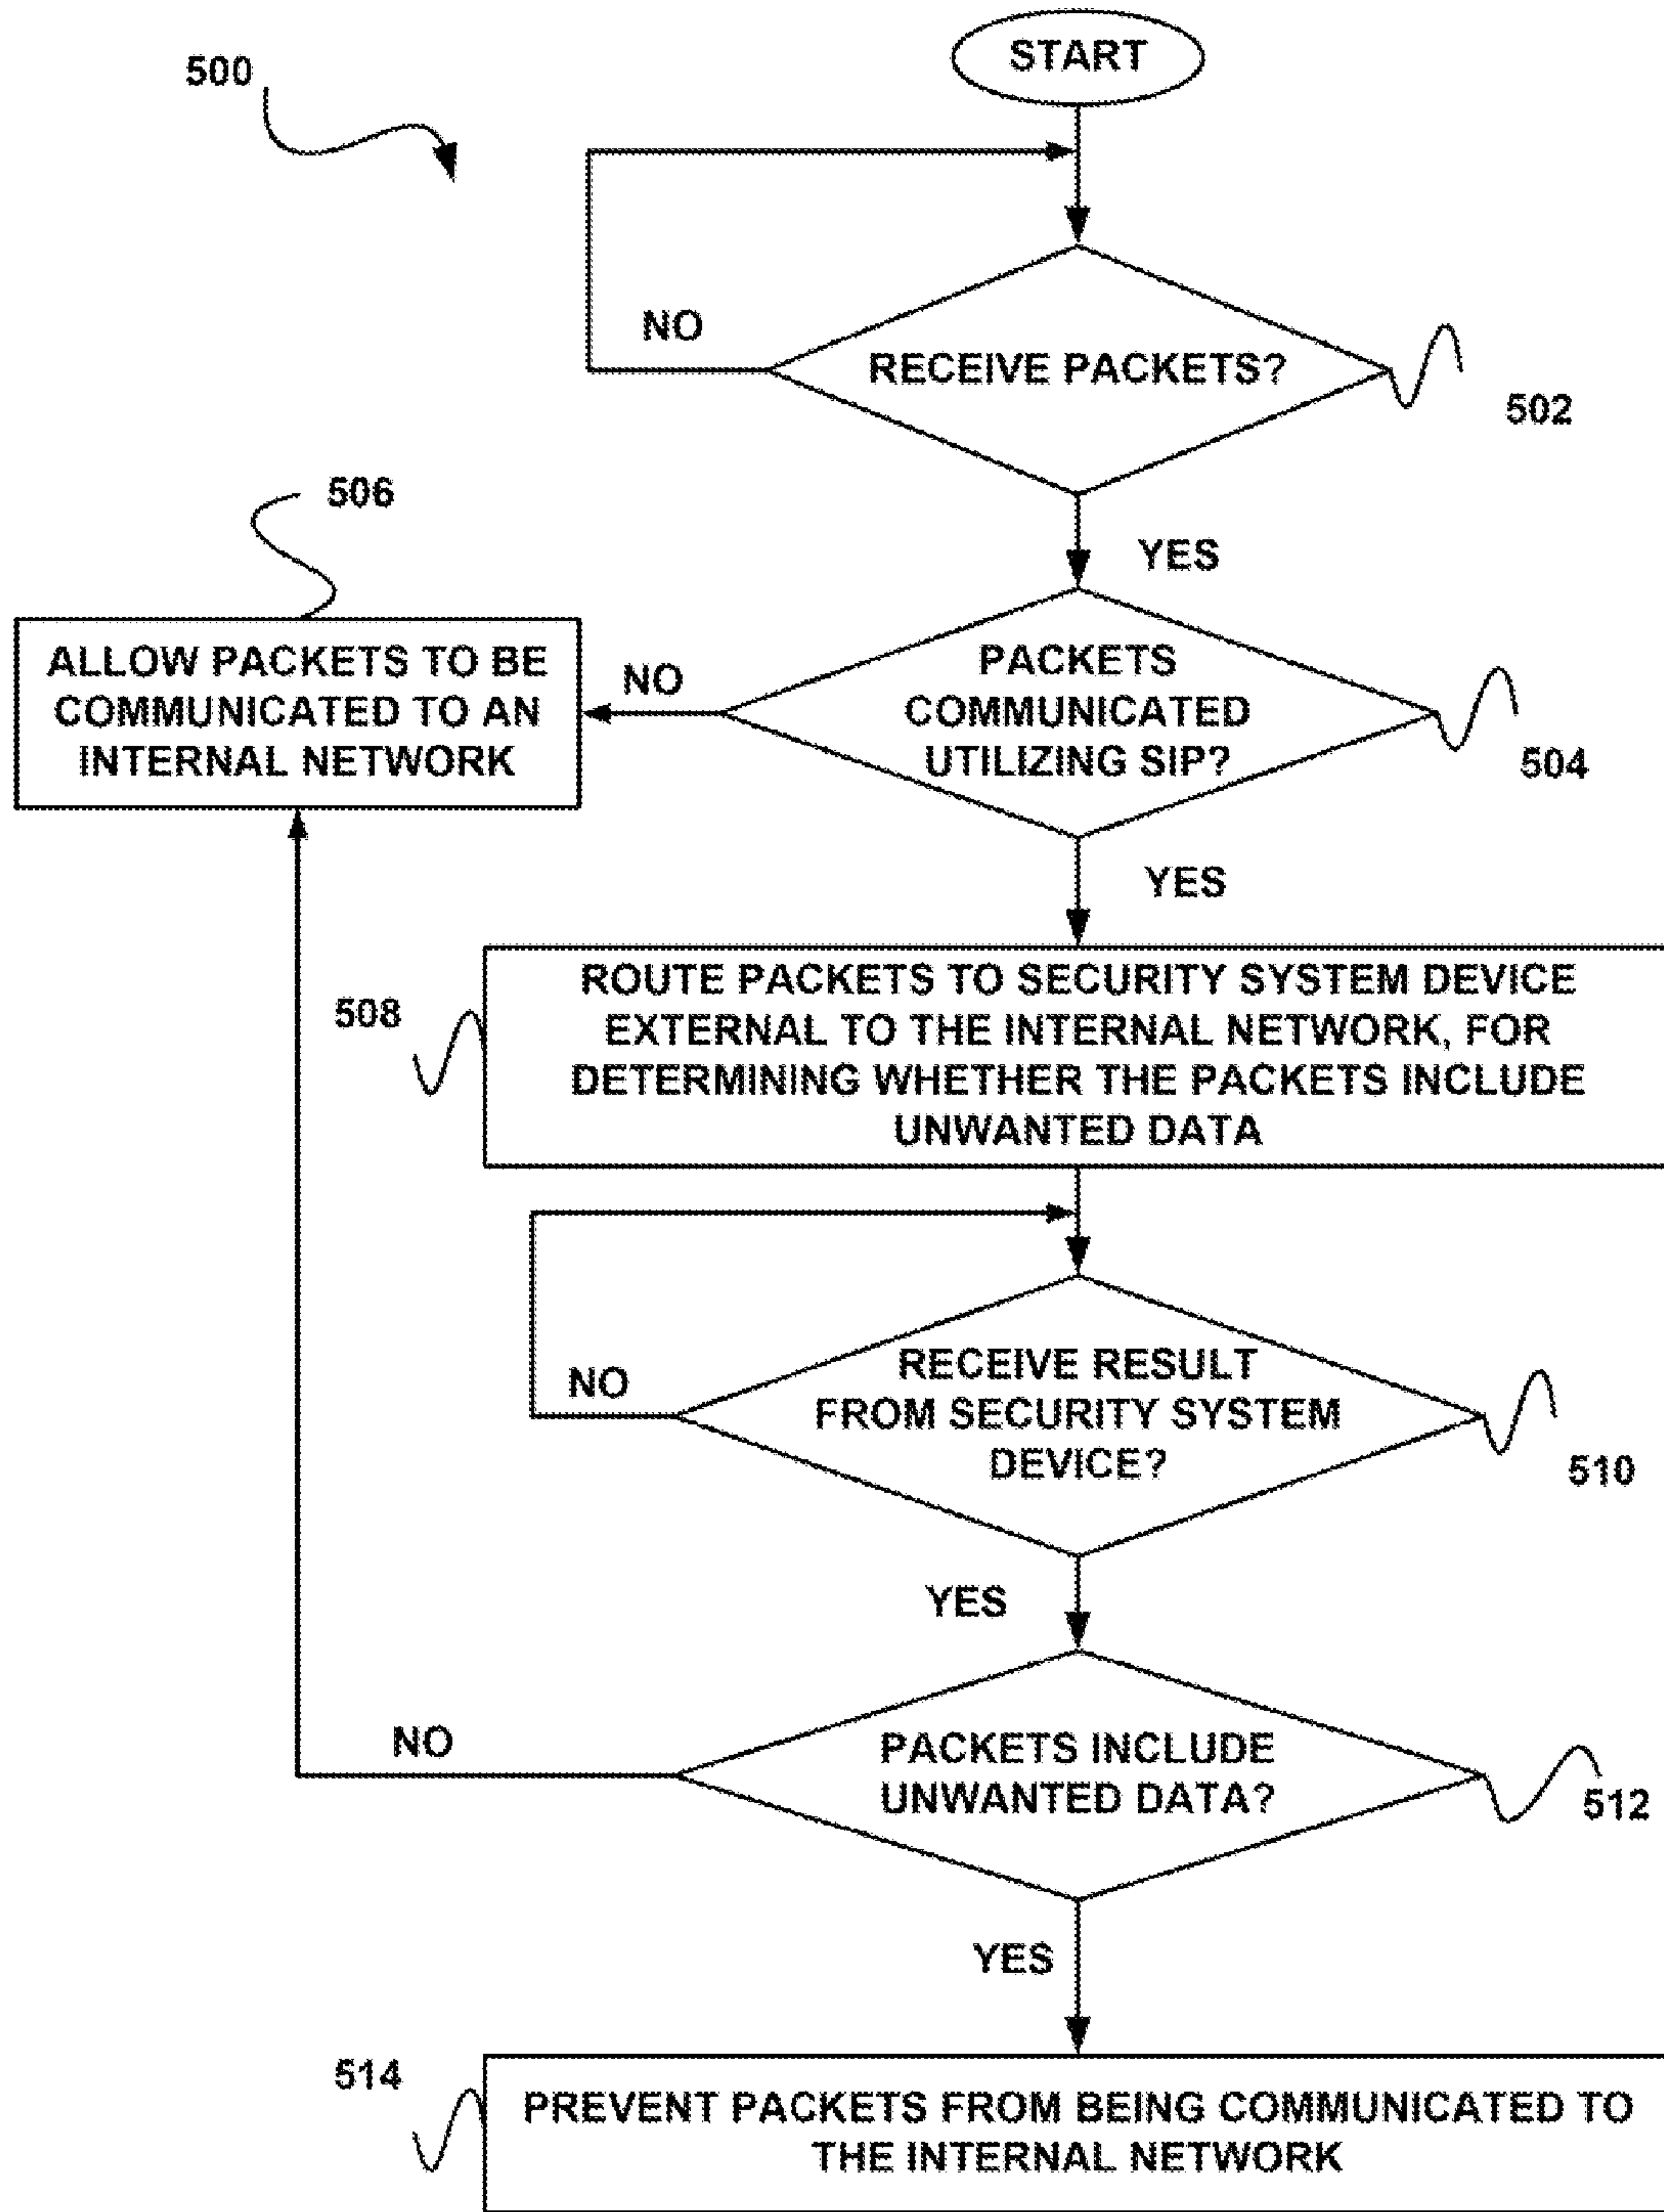 START
500
NO
RECEIVE PACKETS?
502
506
YES
ALLOW PACKETS TO BE
COMMUNICATED TO AN
INTERNAL NETWORK
NO
PACKETS
COMMUNICATED
UTILIZING SIP?
504
YES
508
ROUTE PACKETS TO SECURITY SYSTEM DEVICE
EXTERNAL TO THE INTERNAL NETWORK, FOR
DETERMINING WHETHER THE PACKETS INCLUDE
UNWANTED DATA
NO
RECEIVE RESULT
FROM SECURITY SYSTEM
DEVICE?
510
YES
NO
PACKETS INCLUDE
UNWANTED DATA?
512
YES
514
PREVENT PACKETS FROM BEING COMMUNICATED TO
THE INTERNAL NETWORK